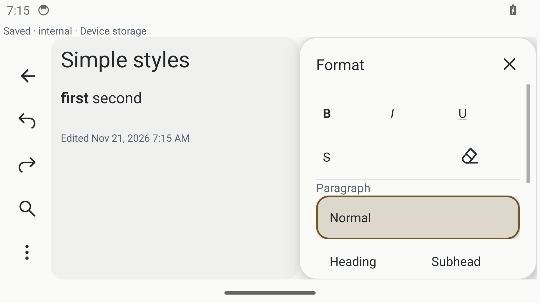 7:15
Saved · internal · Device storage
Simple styles
first second
Edited Nov 21, 2026 7:15 AM
Format
B I U
S
Paragraph
Normal
Heading Subhead